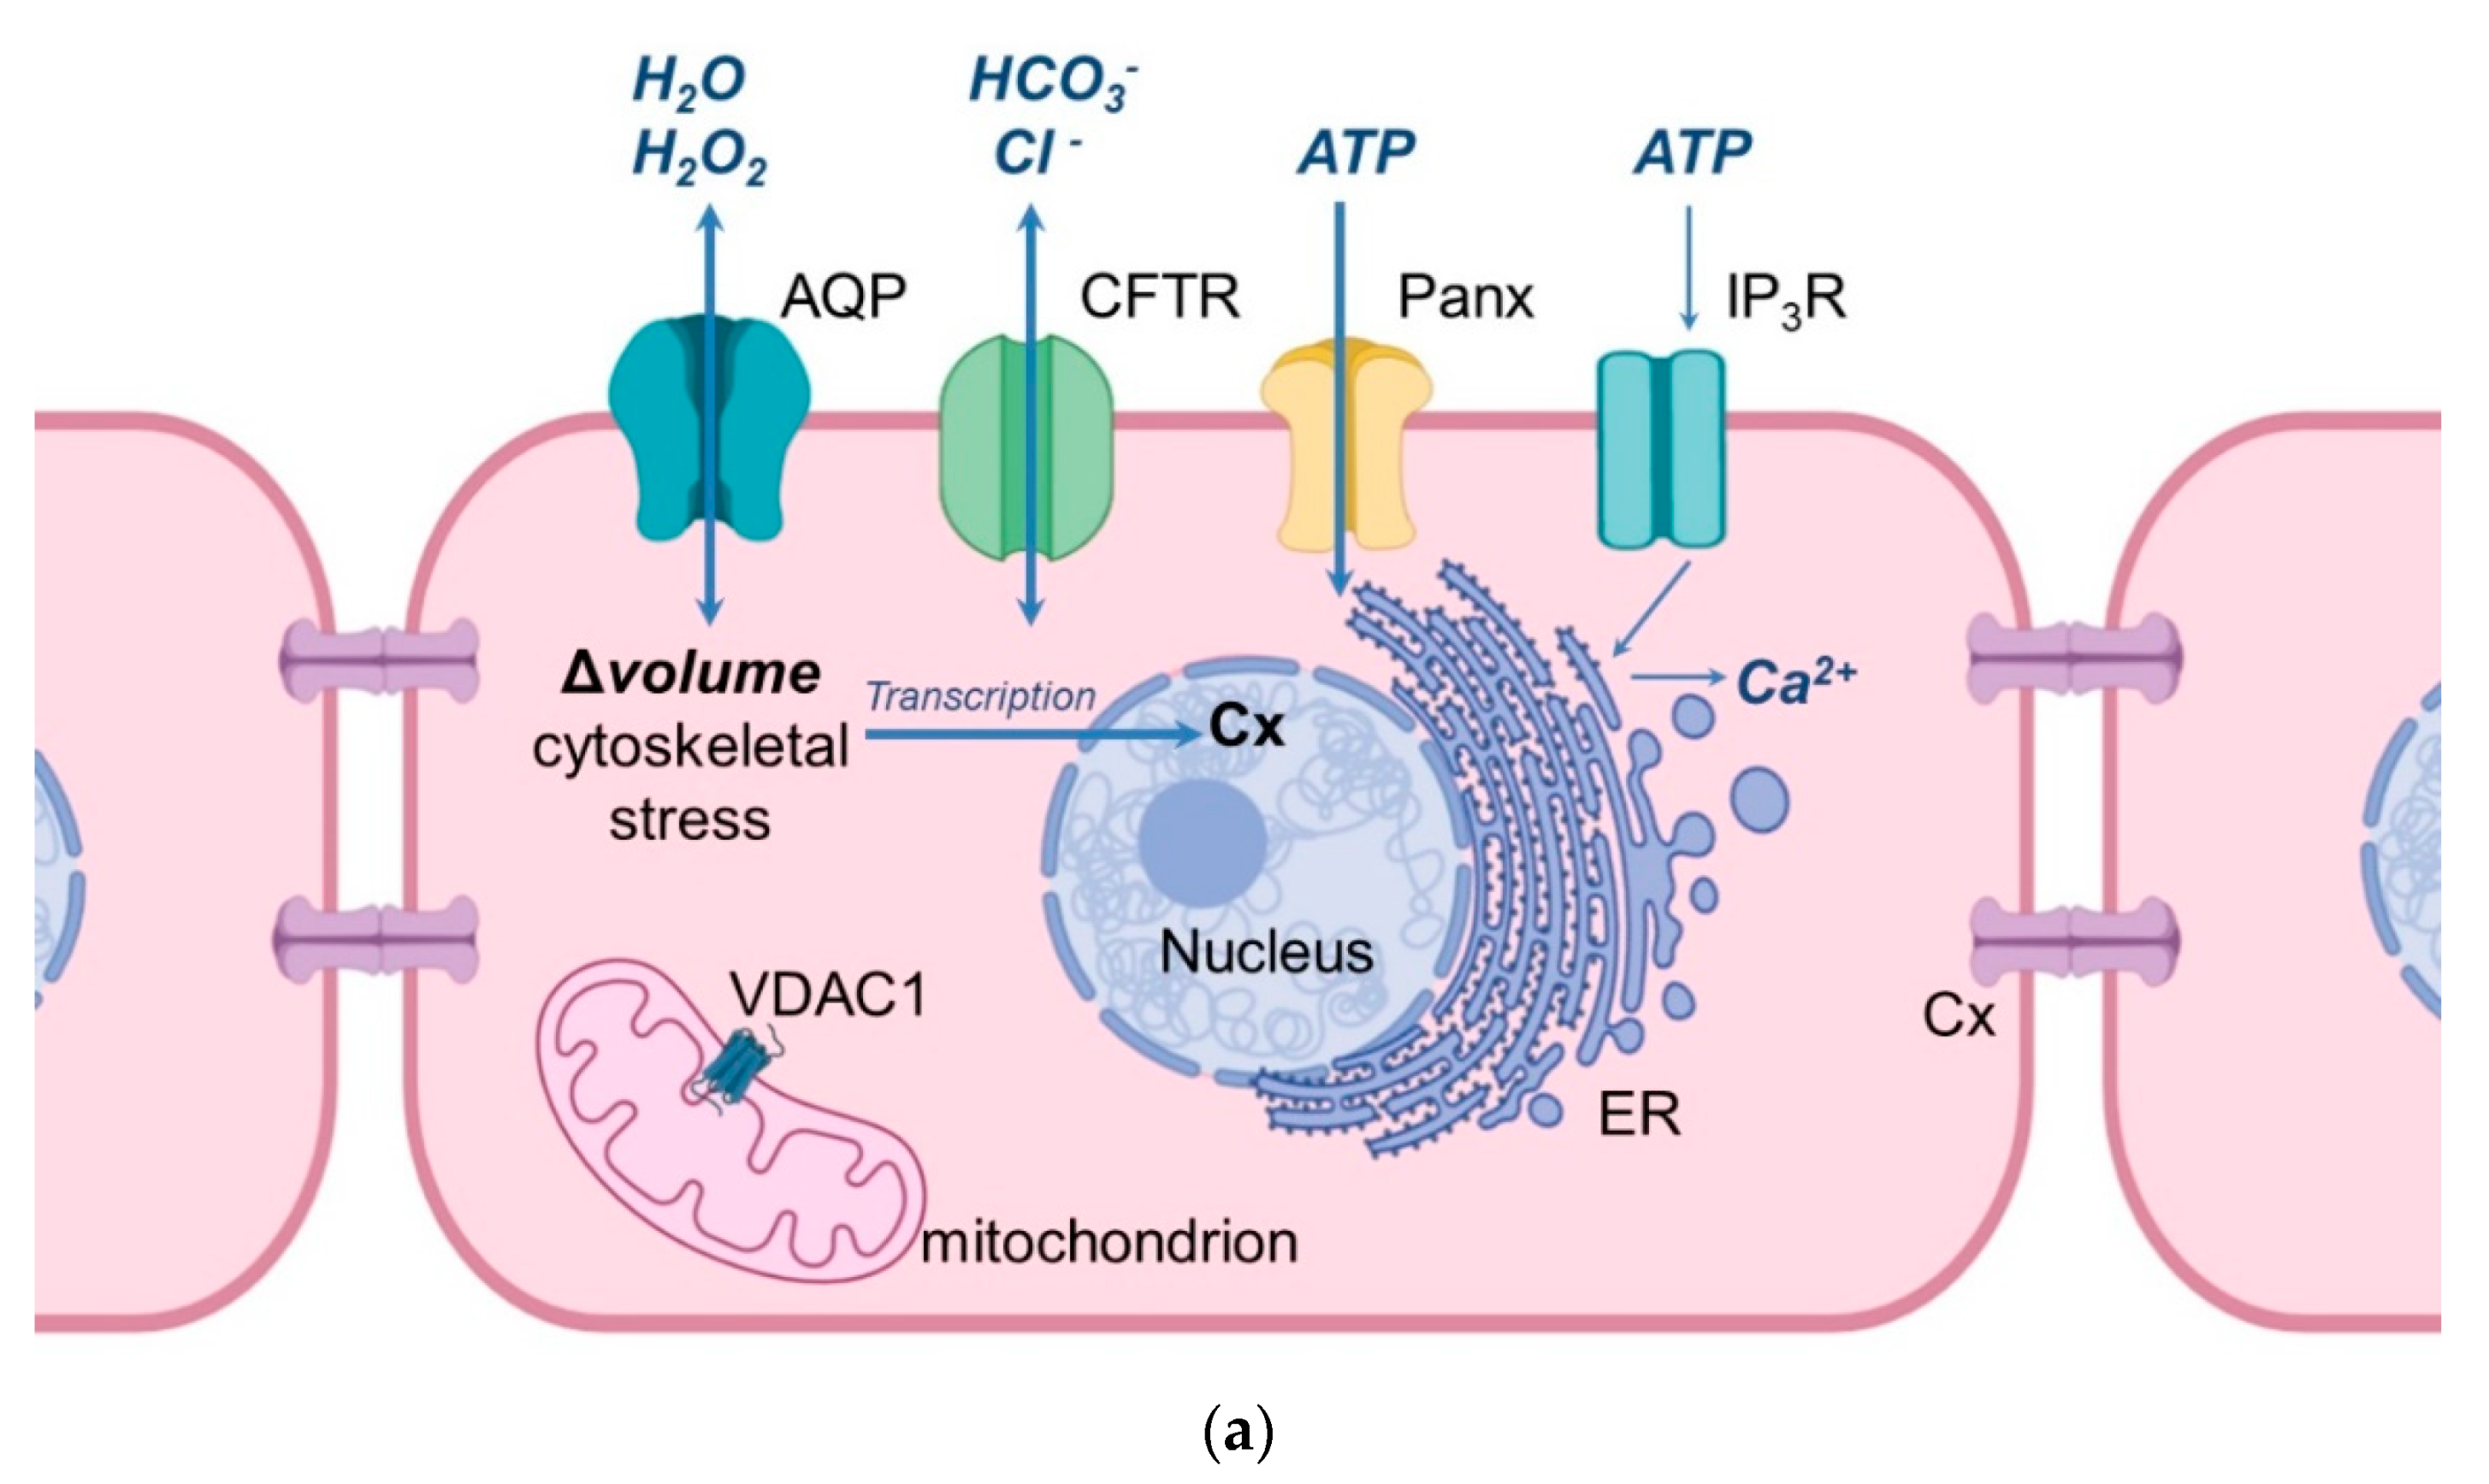 H₂O
H₂O₂
HCO₃⁻
Cl ⁻
ATP
ATP
AQP
CFTR
Panx
IP₃R
Δvolume
cytoskeletal
stress
Transcription
Cx
Ca²⁺
Nucleus
VDAC1
Cx
ER
mitochondrion
(a)